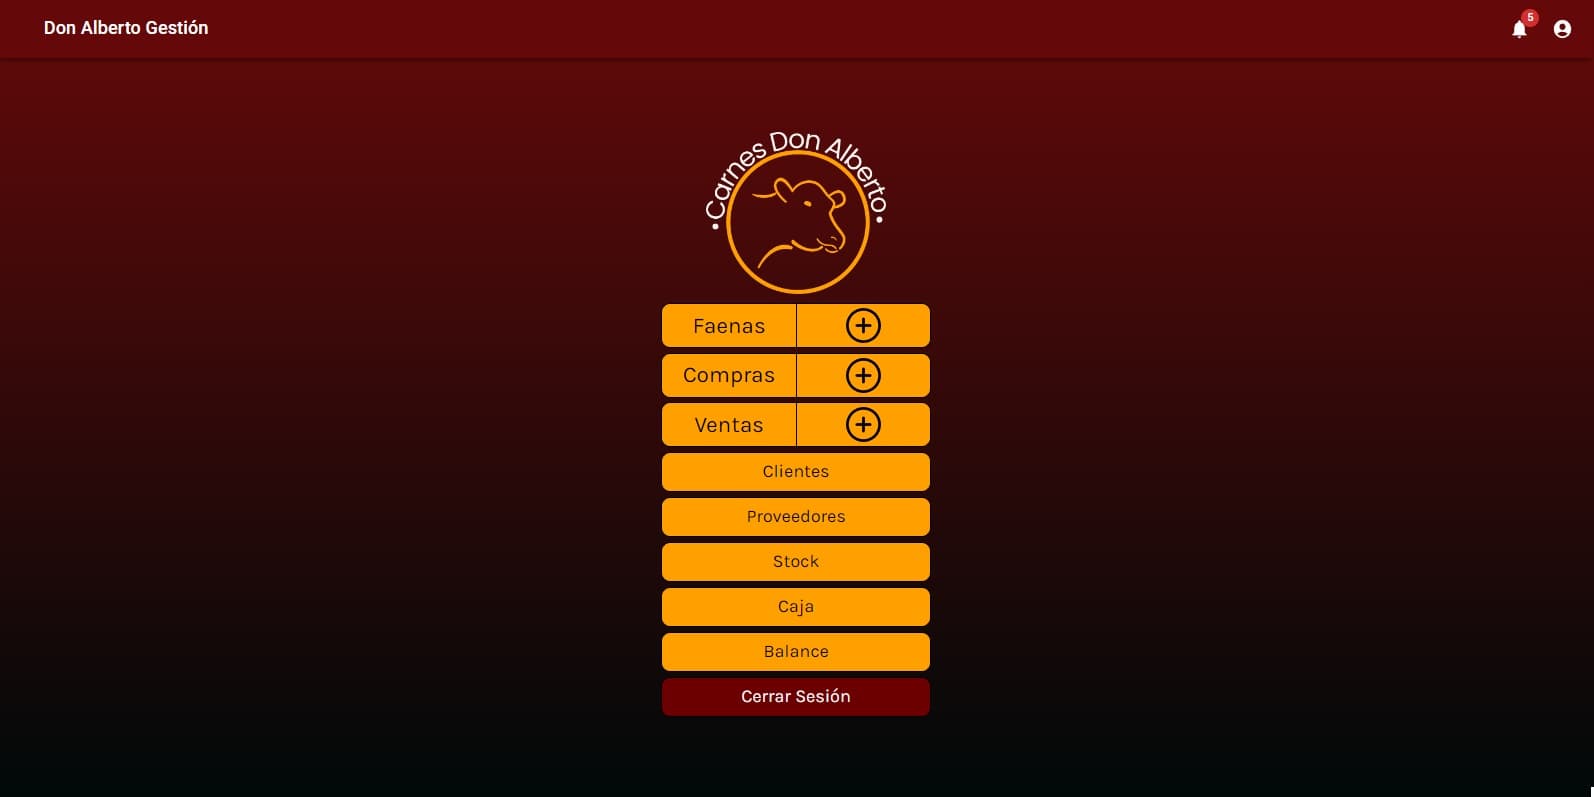 Don Alberto Gestión
5
•Carnes Don Alberto•
Faenas
Compras
Ventas
Clientes
Proveedores
Stock
Caja
Balance
Cerrar Sesión